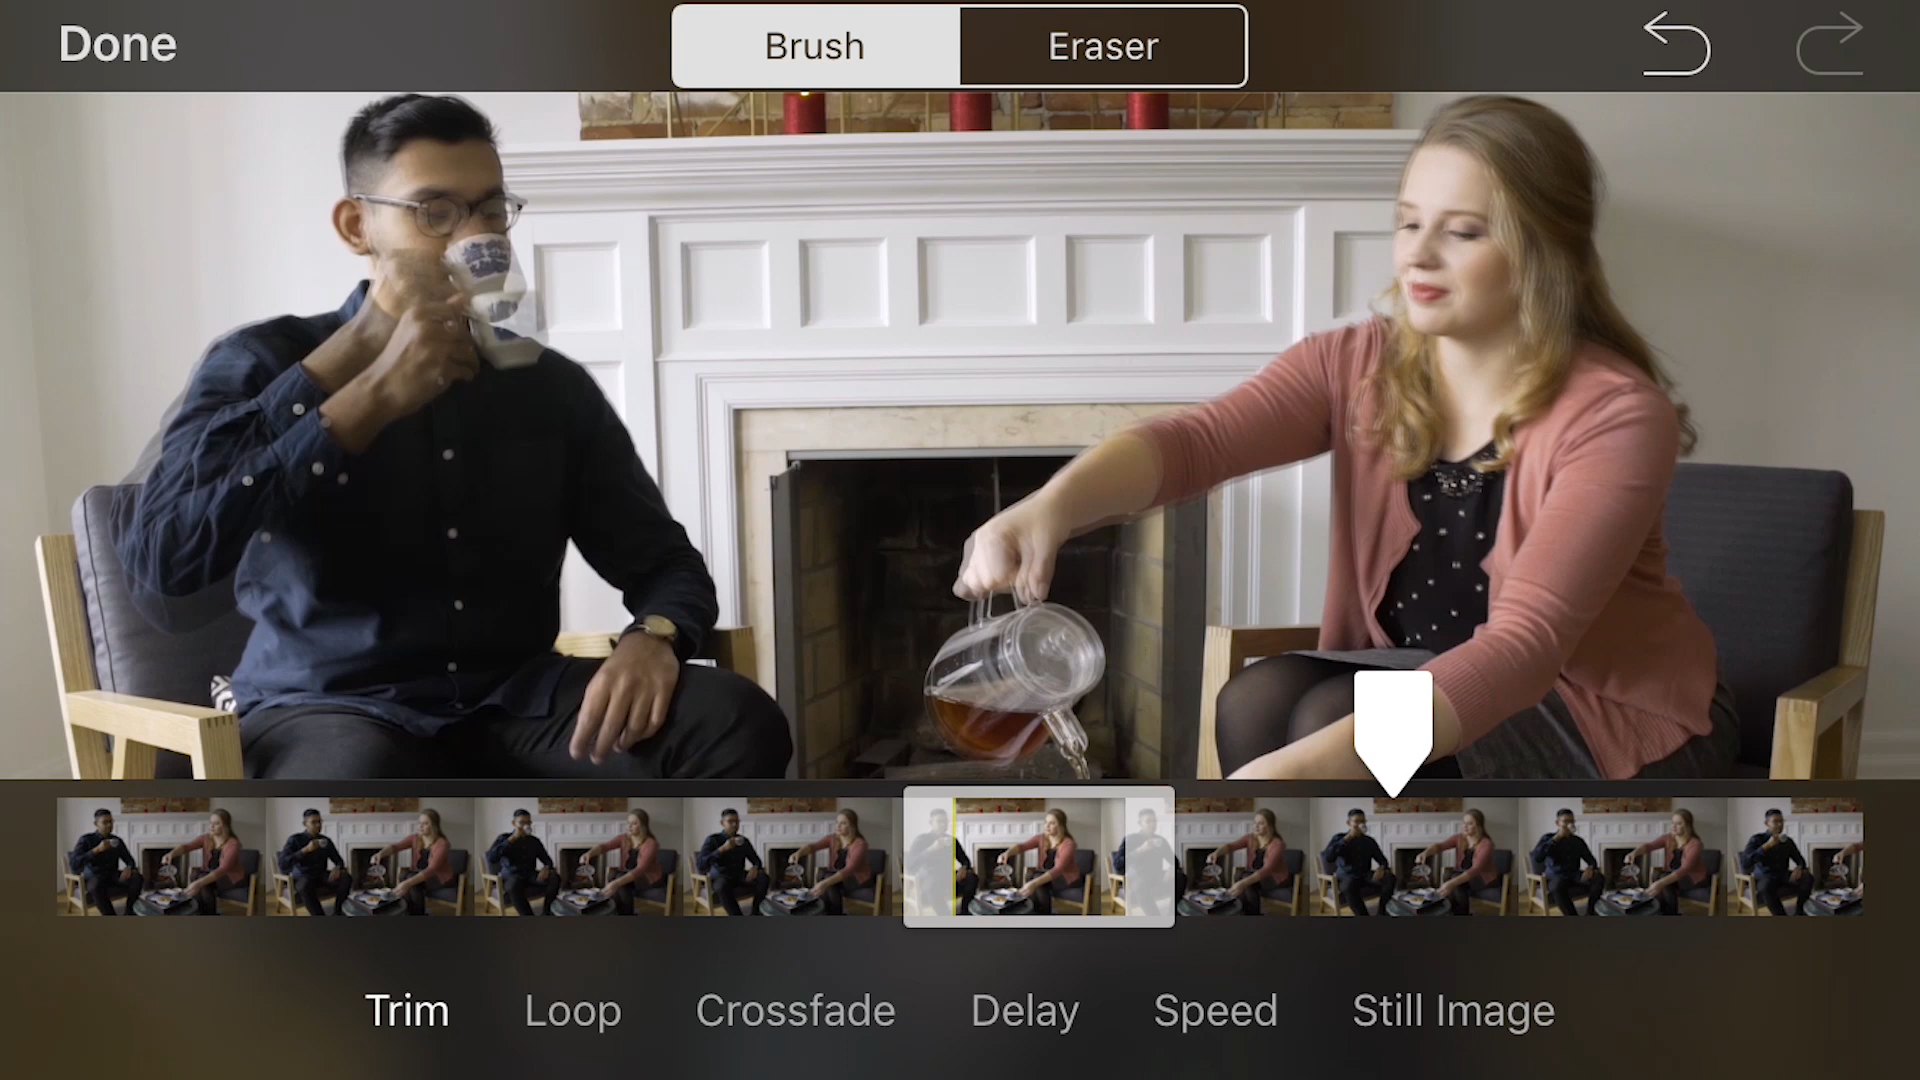 Done
Brush
Eraser
Trim
Loop
Crossfade
Delay
Speed
Still Image